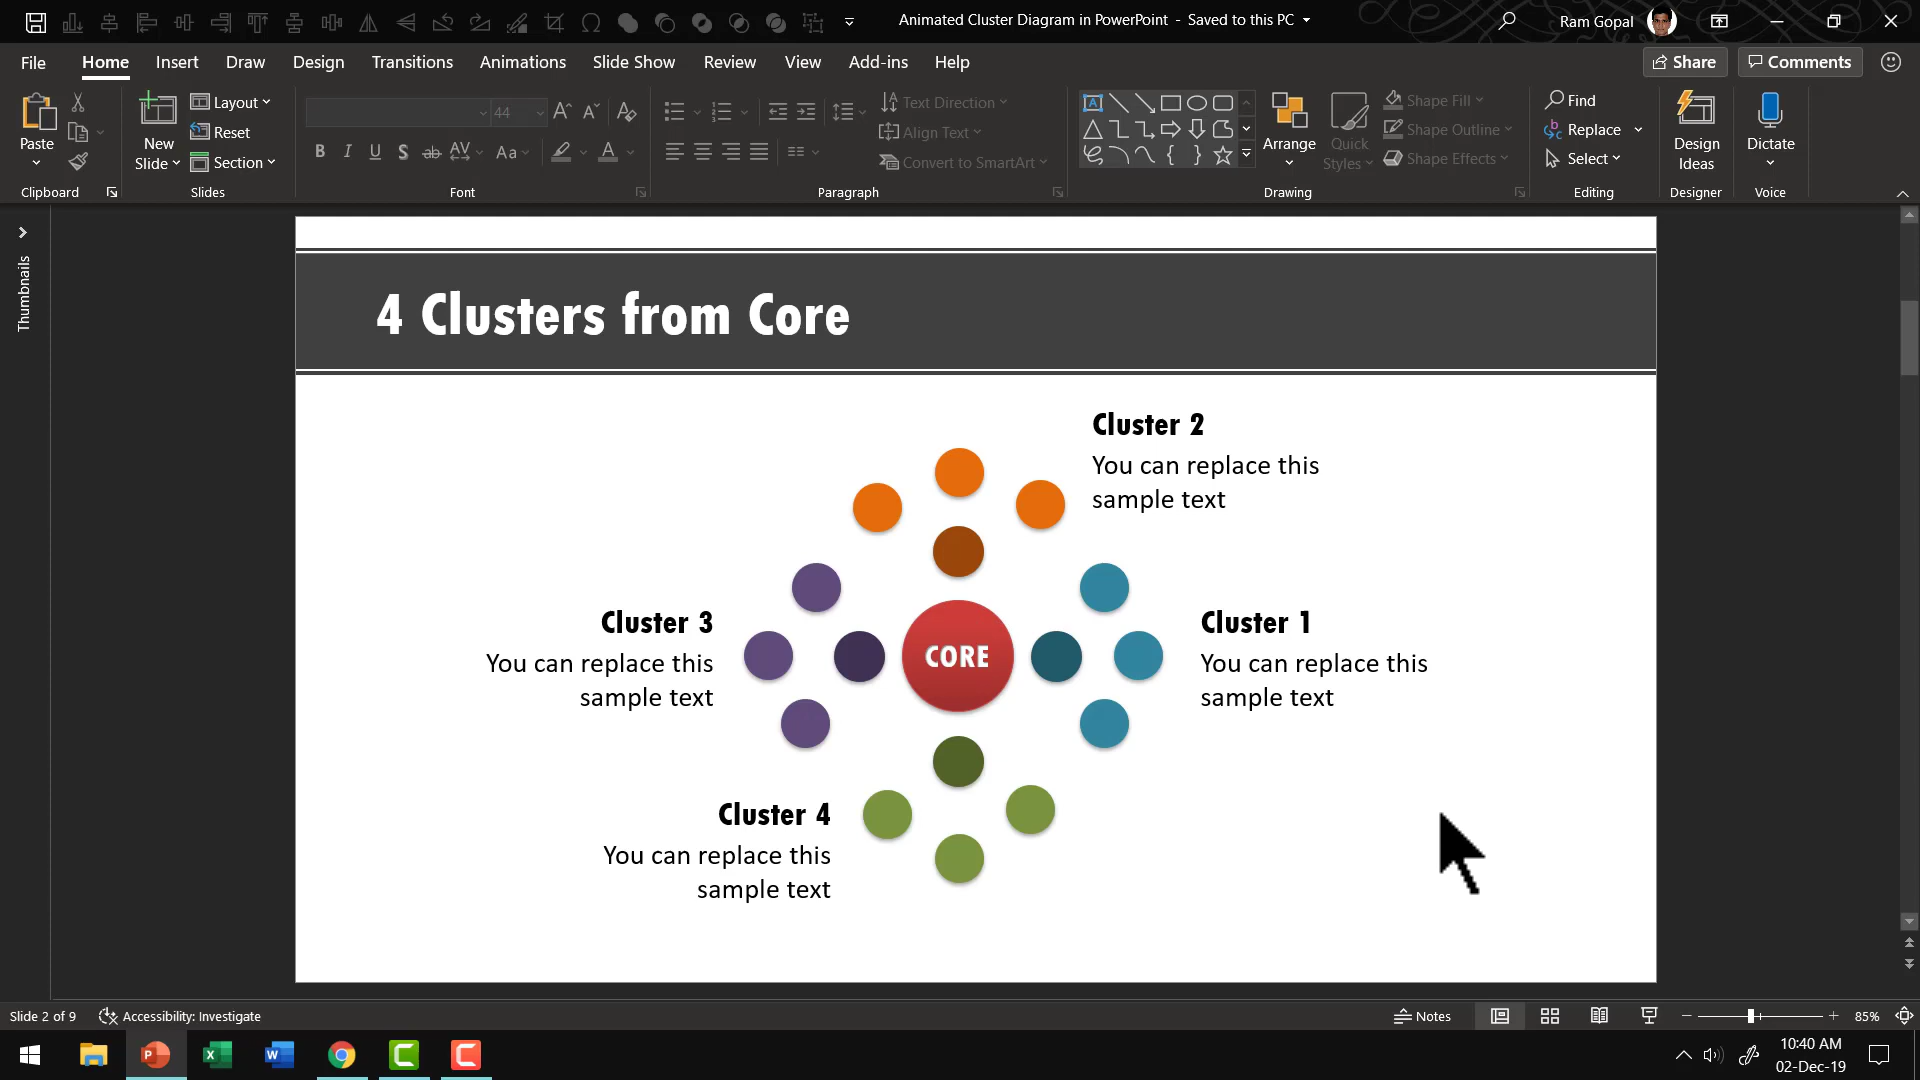 Animated Cluster Diagram in PowerPoint - Saved to this PC
Ram Gopal
File Home Insert Draw Design Transitions Animations Slide Show Review View Add-ins Help
Share Comments
Paste
Clipboard
New Slide
Layout
Reset
Section
Slides
44
B I U S ab AV Aa A
Font
Text Direction
Align Text
Convert to SmartArt
Paragraph
Arrange
Quick Styles
Shape Fill
Shape Outline
Shape Effects
Drawing
Find
Replace
Select
Editing
Design Ideas
Designer
Dictate
Voice
Thumbnails
4 Clusters from Core
Cluster 2
You can replace this
sample text
Cluster 3
You can replace this
sample text
CORE
Cluster 1
You can replace this
sample text
Cluster 4
You can replace this
sample text
Slide 2 of 9 Accessibility: Investigate
Notes
85%
10:40 AM
02-Dec-19